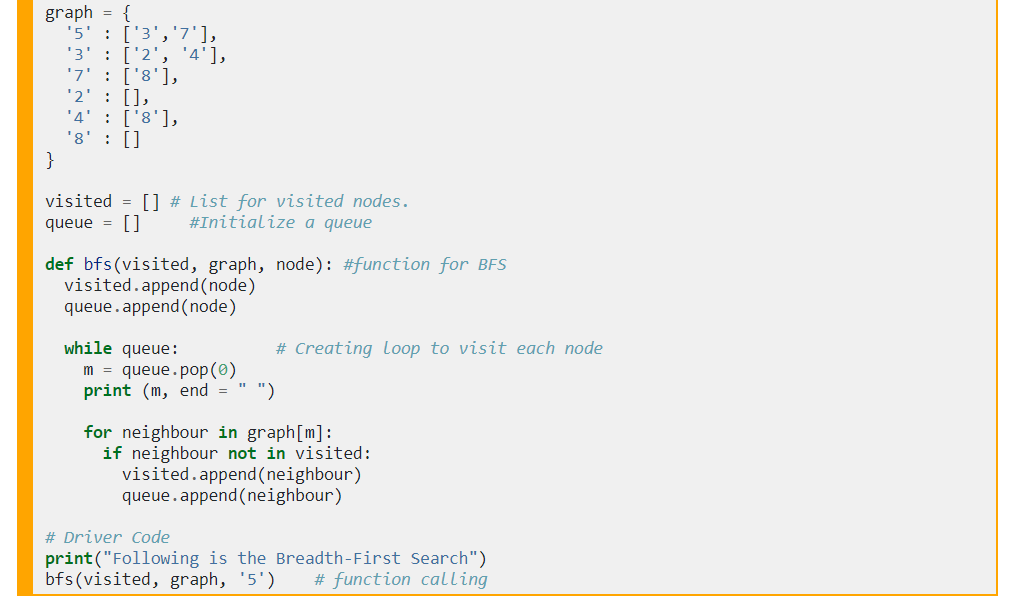 graph = {
  '5' : ['3','7'],
  '3' : ['2', '4'],
  '7' : ['8'],
  '2' : [],
  '4' : ['8'],
  '8' : []
}
visited = [] # List for visited nodes.
queue = []     #Initialize a queue
def bfs(visited, graph, node): #function for BFS
  visited.append(node)
  queue.append(node)
  while queue:          # Creating loop to visit each node
    m = queue.pop(0)
    print (m, end = " ")
    for neighbour in graph[m]:
      if neighbour not in visited:
        visited.append(neighbour)
        queue.append(neighbour)
# Driver Code
print("Following is the Breadth-First Search")
bfs(visited, graph, '5')    # function calling